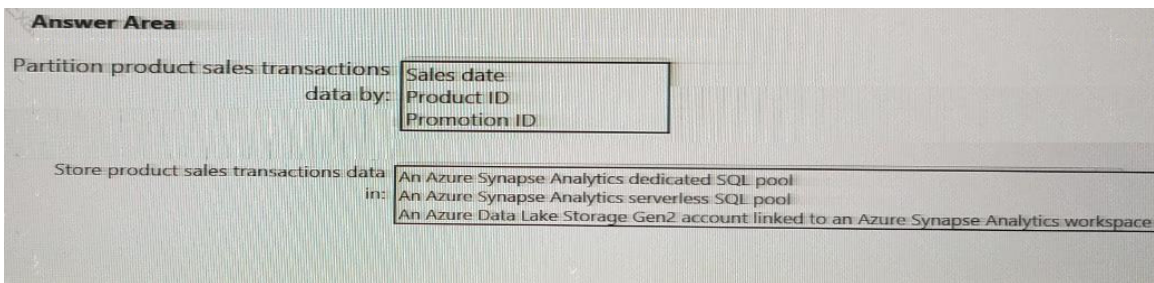 Answer Area
Partition product sales transactions
data by:
Sales date
Product ID
Promotion ID
Store product sales transactions data
in:
An Azure Synapse Analytics dedicated SQL pool
An Azure Synapse Analytics serverless SQL pool
An Azure Data Lake Storage Gen2 account linked to an Azure Synapse Analytics workspace